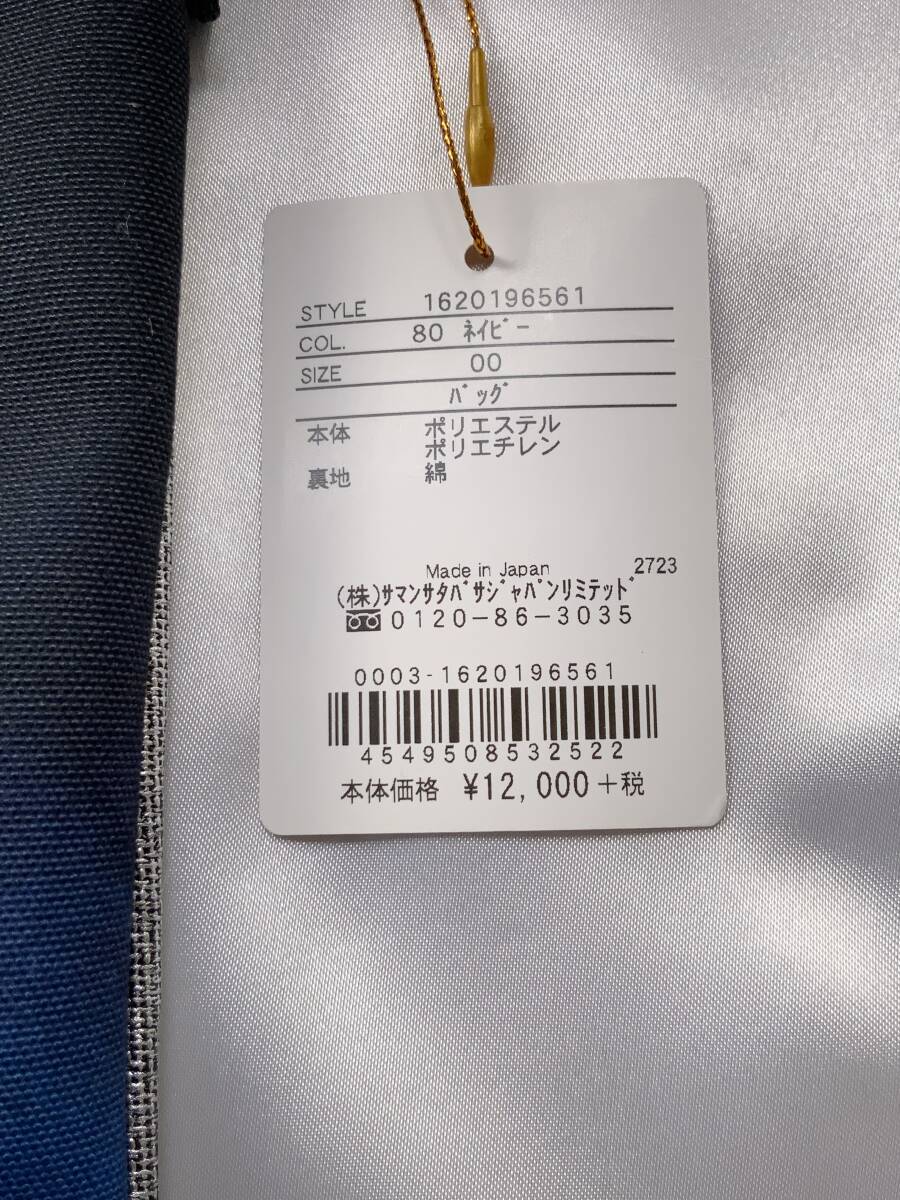 STYLE 1620196561
COL. 80 ﾈｲﾋﾞｰ
SIZE 00
ﾊﾞｯｸﾞ
本体 ポリエステル
ポリエチレン
裏地 綿
Made in Japan 2723
(株)ｻﾏﾝｻﾀﾊﾞｻｼﾞｬﾊﾟﾝﾘﾐﾃｯﾄﾞ
0120-86-3035
0003-1620196561
4549508532522
本体価格 ¥12,000+税